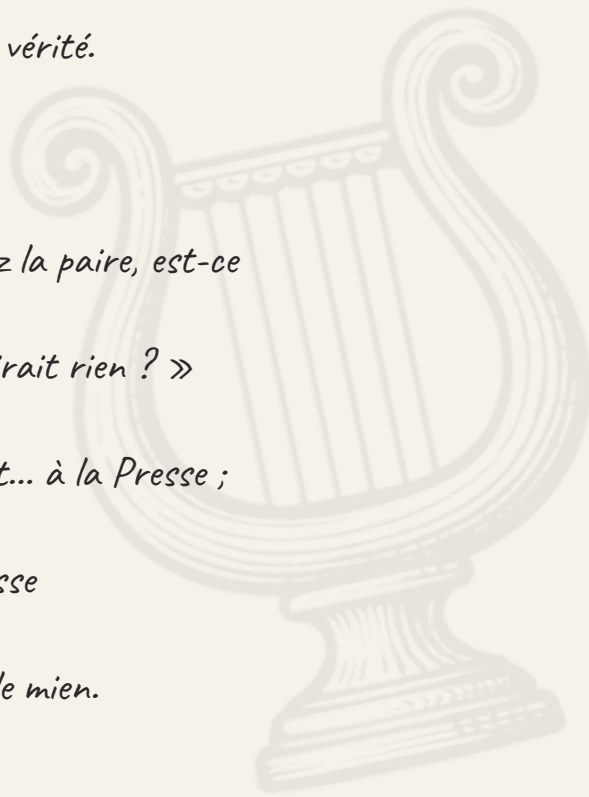 vérité.
z la paire, est-ce
rait rien ? »
t... à la Presse ;
sse
le mien.